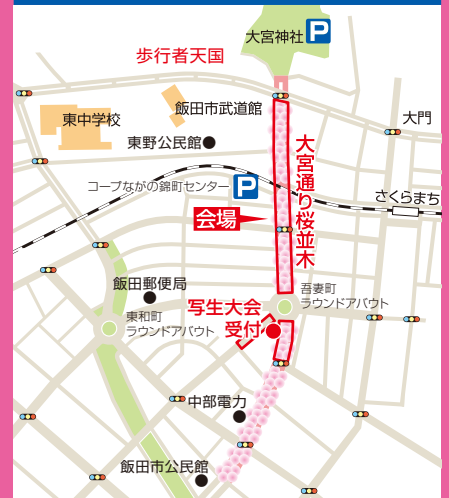 大宮神社 P
歩行者天国
飯田市武道館
東中学校
大門
東野公民館
大宮通り桜並木
コープながの錦町センター P
さくらまち
会場
飯田郵便局
吾妻町
ラウンドアバウト
写生大会
受付
東和町
ラウンドアバウト
中部電力
飯田市公民館